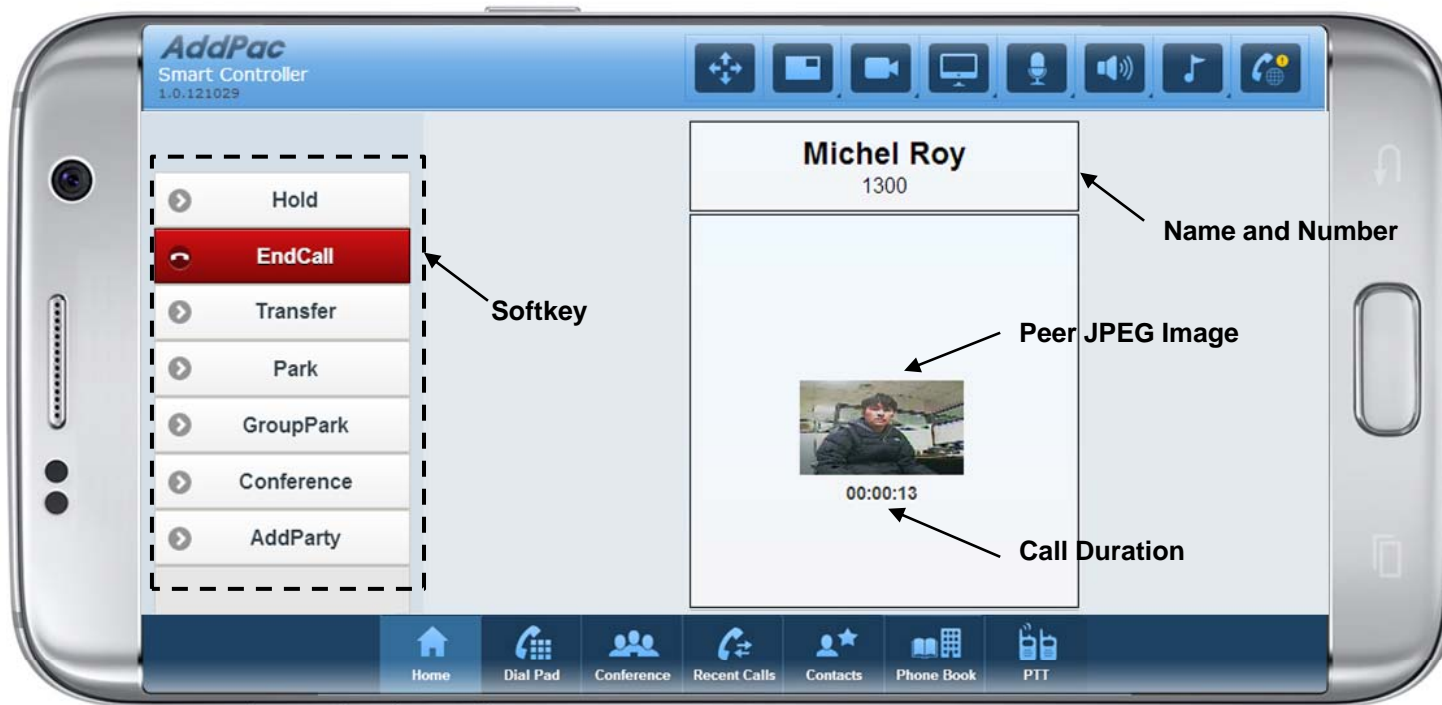 AddPac
Smart Controller
1.0.121029
Michel Roy
1300
Name and Number
Hold
EndCall
Transfer
Park
GroupPark
Conference
AddParty
Softkey
Peer JPEG Image
00:00:13
Call Duration
Home
Dial Pad
Conference
Recent Calls
Contacts
Phone Book
PTT